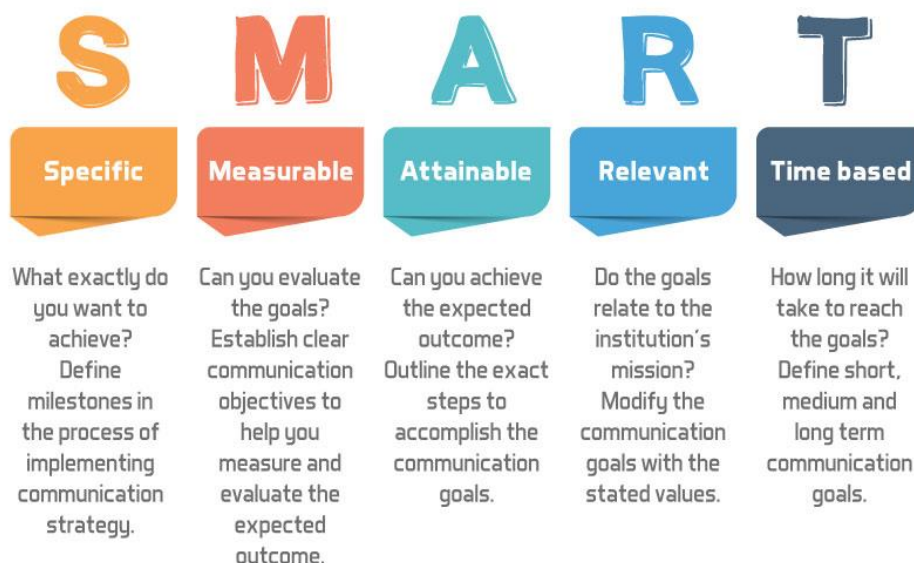 S M A R T
Specific
Measurable
Attainable
Relevant
Time based
What exactly do
you want to
achieve?
Define
milestones in
the process of
implementing
communication
strategy.
Can you evaluate
the goals?
Establish clear
communication
objectives to
help you
measure and
evaluate the
expected
outcome.
Can you achieve
the expected
outcome?
Outline the exact
steps to
accomplish the
communication
goals.
Do the goals
relate to the
institution's
mission?
Modify the
communication
goals with the
stated values.
How long it will
take to reach
the goals?
Define short,
medium and
long term
communication
goals.